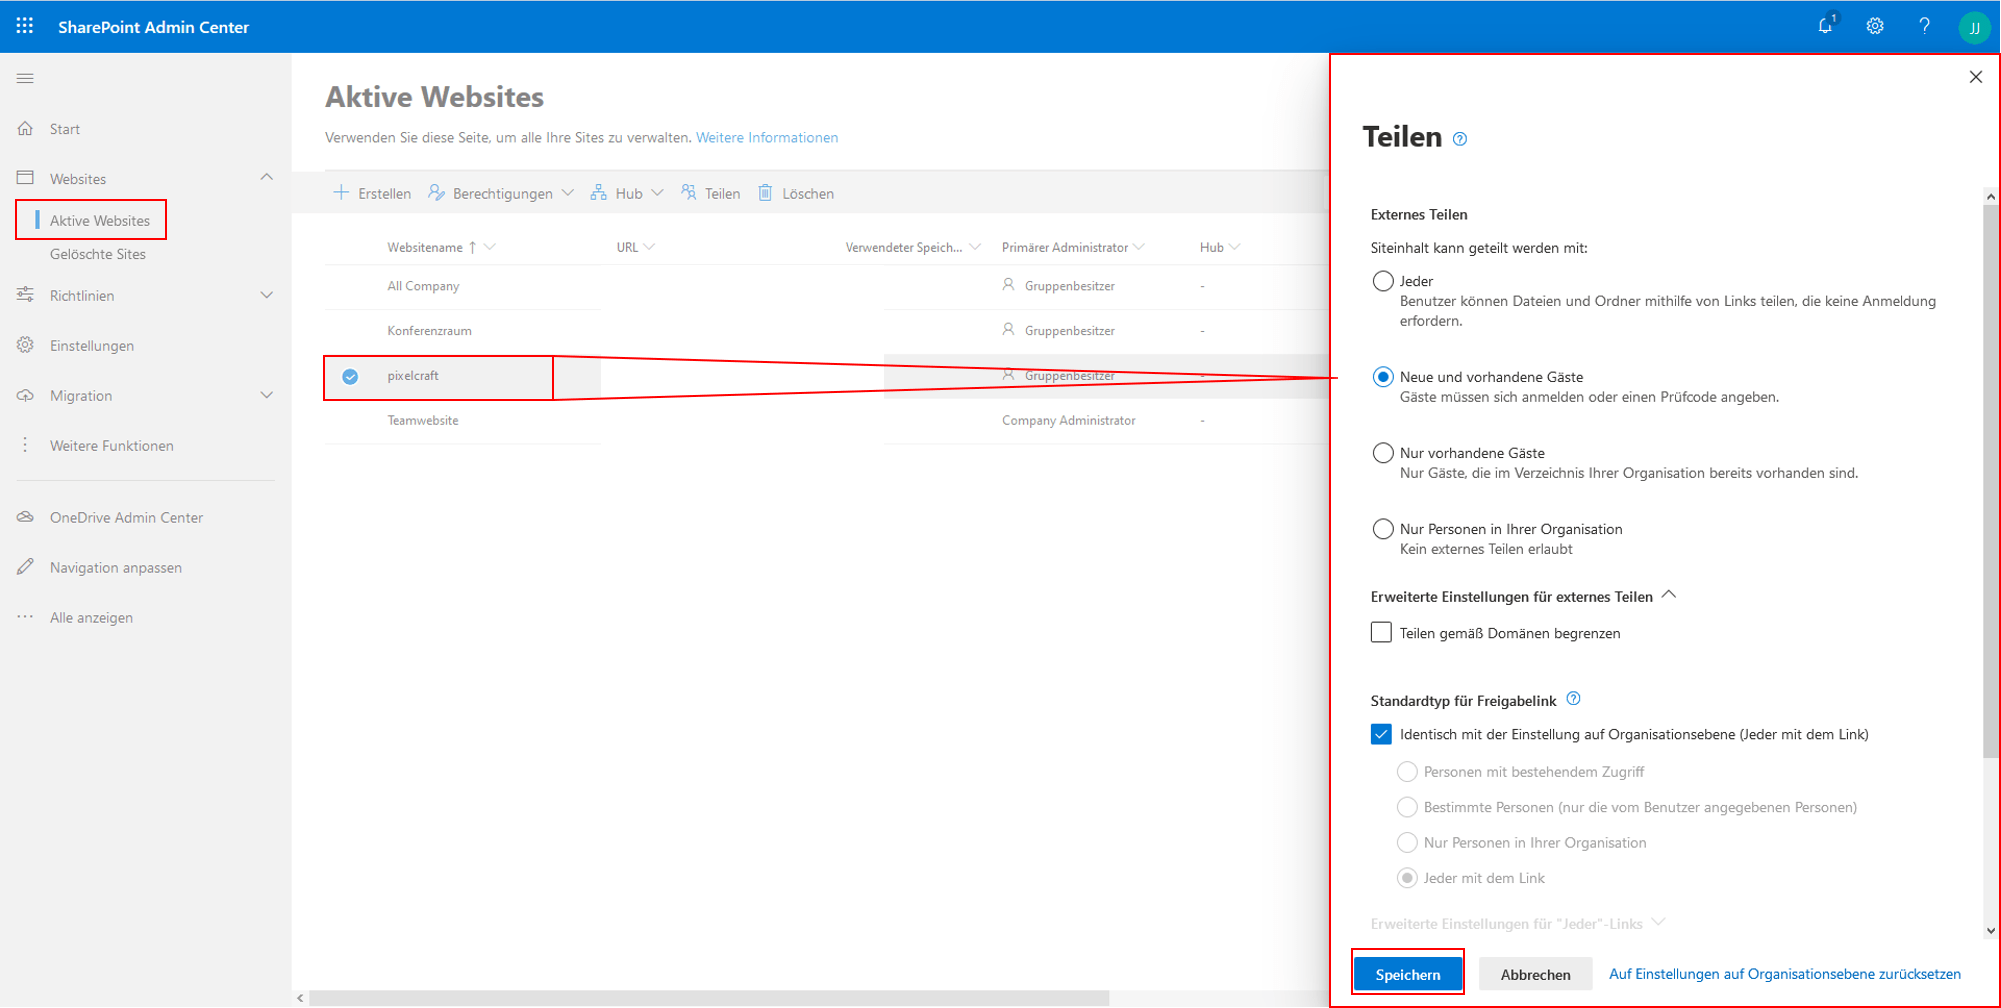 SharePoint Admin Center
1
JJ
Start
Websites
Aktive Websites
Gelöschte Sites
Richtlinien
Einstellungen
Migration
Weitere Funktionen
OneDrive Admin Center
Navigation anpassen
Alle anzeigen
Aktive Websites
Verwenden Sie diese Seite, um alle Ihre Sites zu verwalten. Weitere Informationen
Erstellen Berechtigungen Hub Teilen Löschen
Websitename ↑ URL Verwendeter Speich... Primärer Administrator Hub
All Company Gruppenbesitzer -
Konferenzraum Gruppenbesitzer -
pixelcraft Gruppenbesitzer -
Teamwebsite Company Administrator -
Teilen ?
Externes Teilen
Siteinhalt kann geteilt werden mit:
Jeder
Benutzer können Dateien und Ordner mithilfe von Links teilen, die keine Anmeldung
erfordern.
Neue und vorhandene Gäste
Gäste müssen sich anmelden oder einen Prüfcode angeben.
Nur vorhandene Gäste
Nur Gäste, die im Verzeichnis Ihrer Organisation bereits vorhanden sind.
Nur Personen in Ihrer Organisation
Kein externes Teilen erlaubt
Erweiterte Einstellungen für externes Teilen
Teilen gemäß Domänen begrenzen
Standardtyp für Freigabelink ?
Identisch mit der Einstellung auf Organisationsebene (Jeder mit dem Link)
Personen mit bestehendem Zugriff
Bestimmte Personen (nur die vom Benutzer angegebenen Personen)
Nur Personen in Ihrer Organisation
Jeder mit dem Link
Erweiterte Einstellungen für "Jeder"-Links
Speichern Abbrechen Auf Einstellungen auf Organisationsebene zurücksetzen